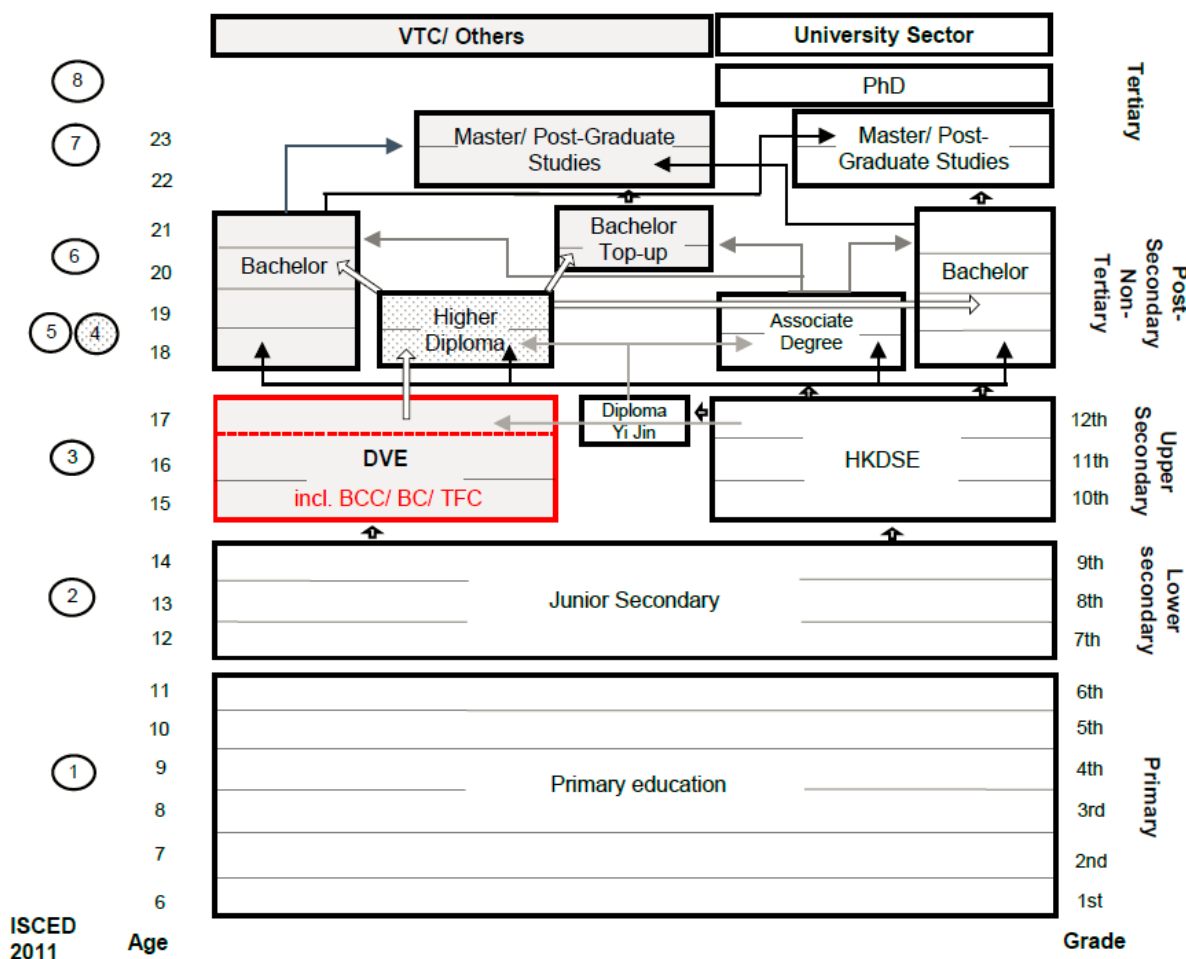 VTC/ Others
University Sector
8
PhD
Tertiary
7
23
22
Master/ Post-Graduate
Studies
Master/ Post-
Graduate Studies
6
21
20
Bachelor
Bachelor
Top-up
Bachelor
Post-
Secondary
Non-
Tertiary
5
4
19
18
Higher
Diploma
Associate
Degree
3
17
16
15
DVE
incl. BCC/ BC/ TFC
Diploma
Yi Jin
HKDSE
12th
11th
10th
Upper
Secondary
2
14
13
12
Junior Secondary
9th
8th
7th
Lower
secondary
1
11
10
9
8
7
6
Primary education
6th
5th
4th
3rd
2nd
1st
Primary
ISCED
2011
Age
Grade